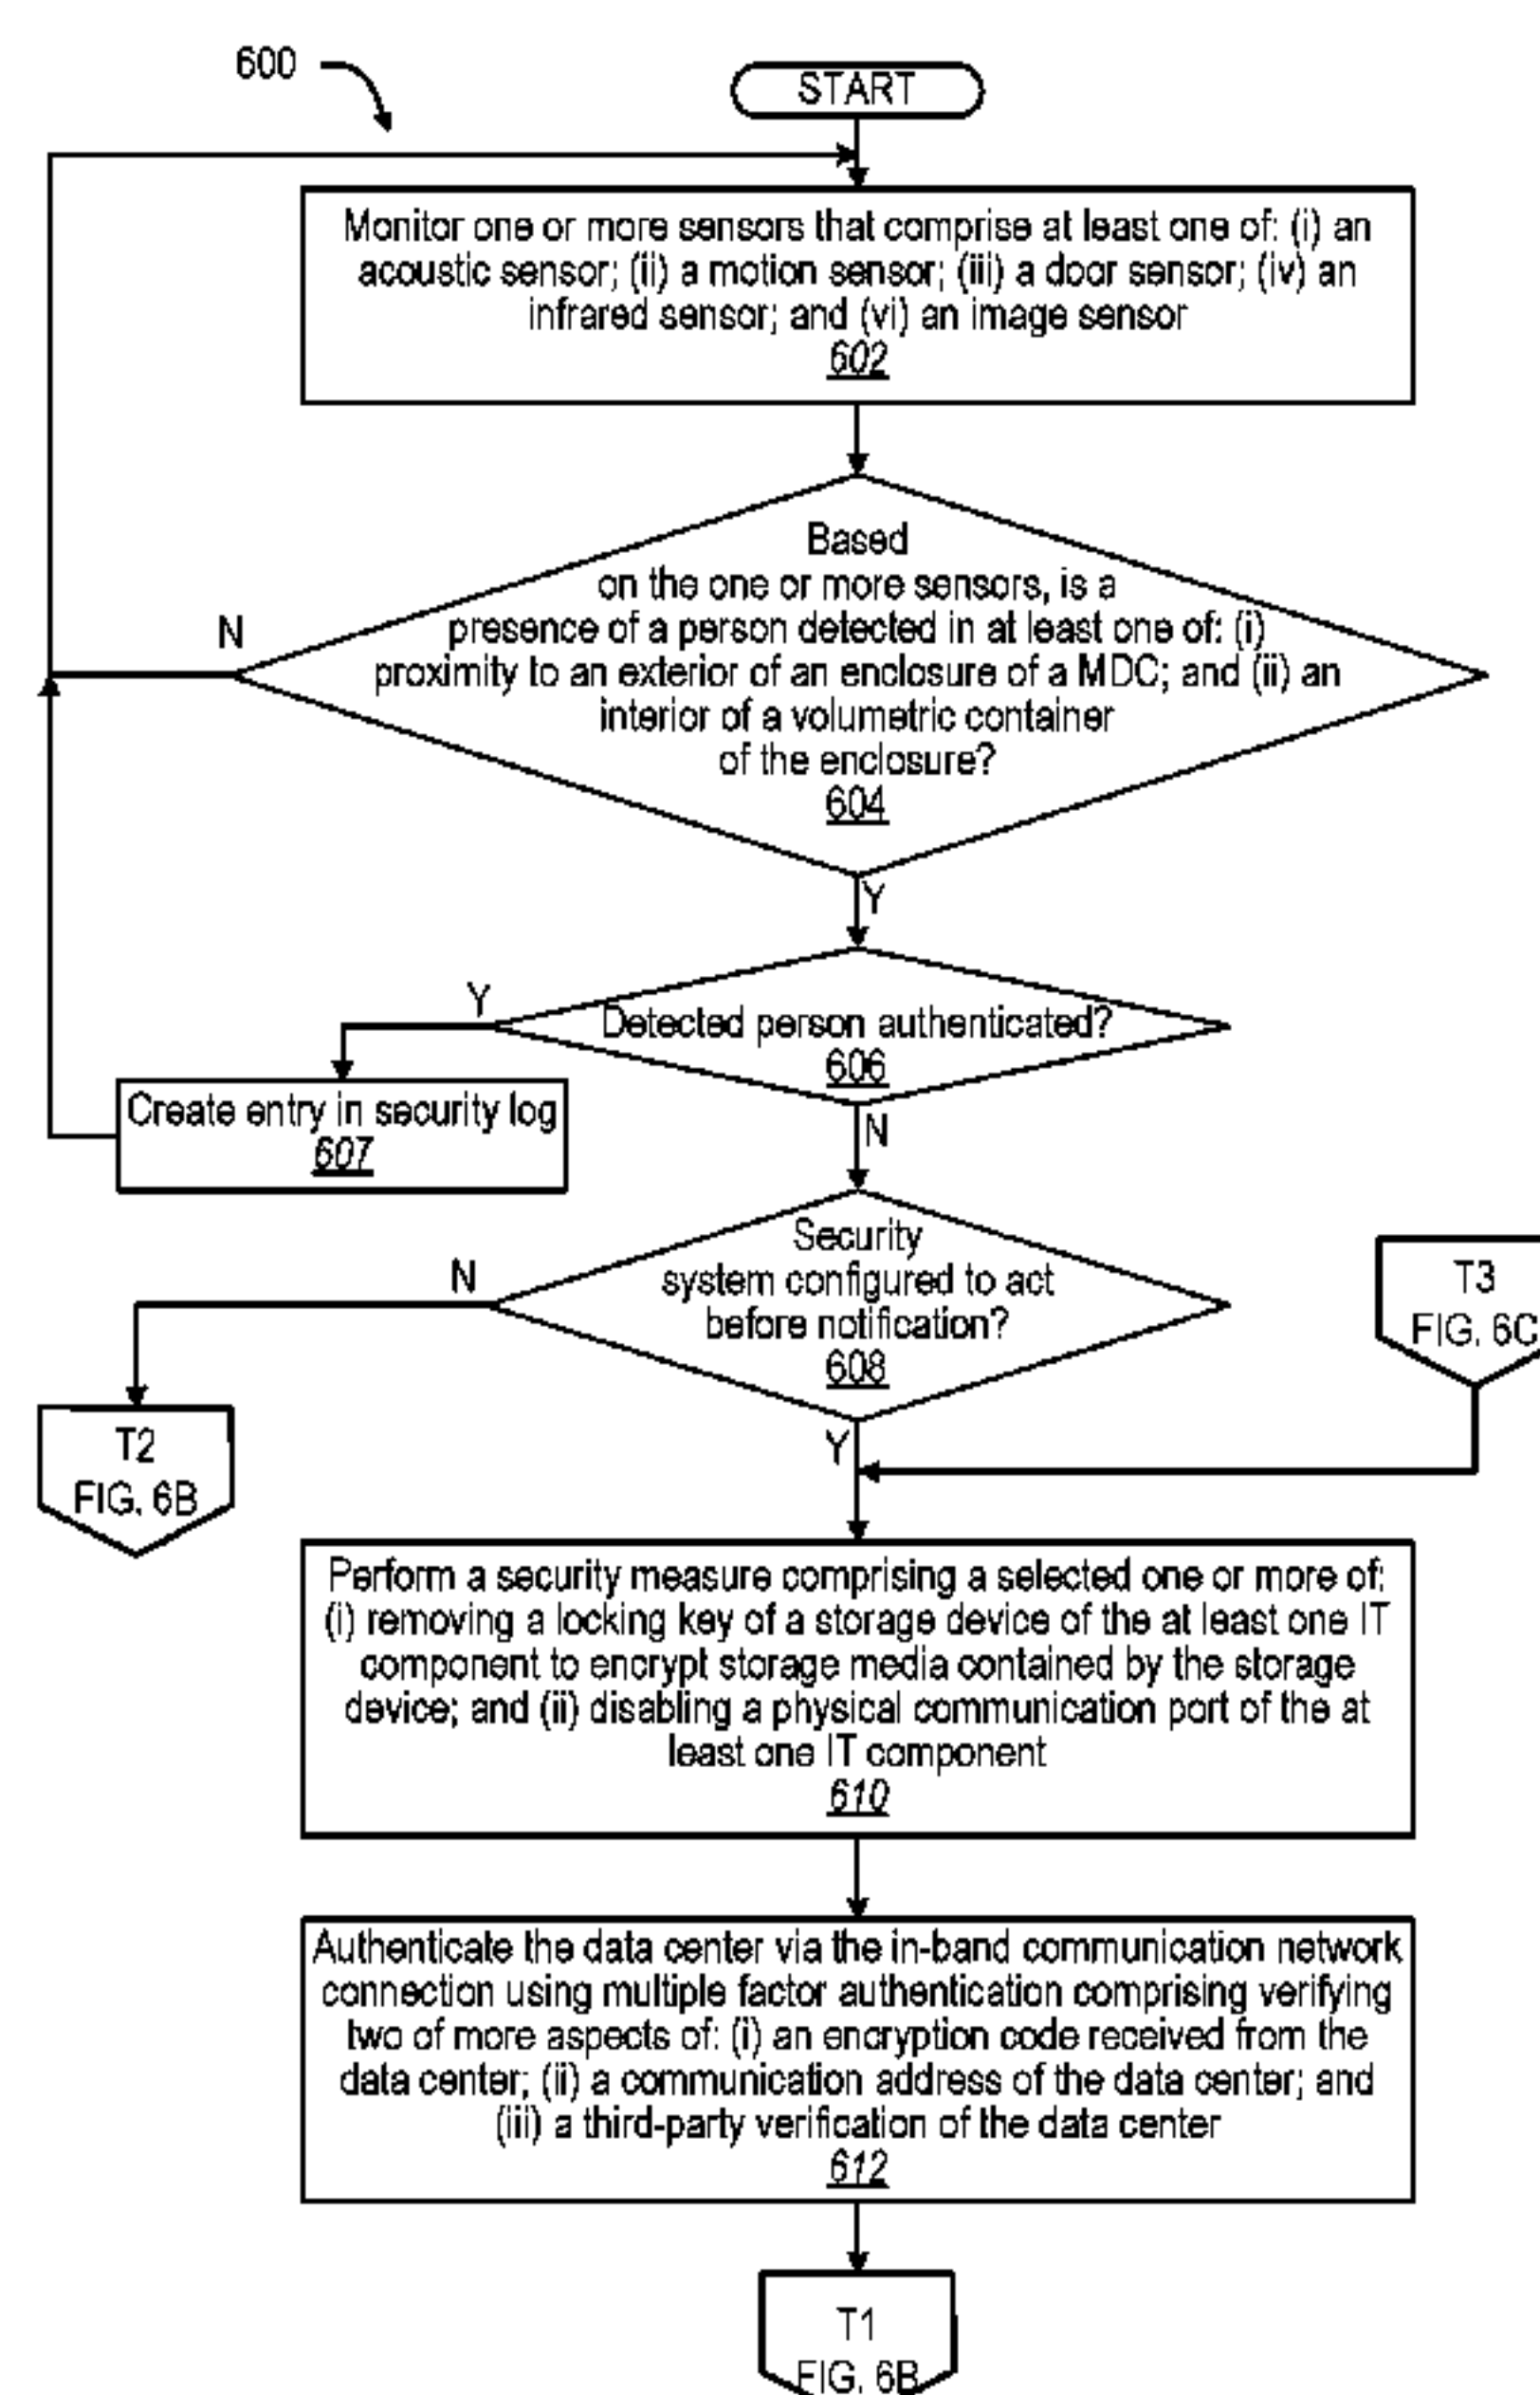 600
START
Monitor one or more sensors that comprise at least one of: (i) an
acoustic sensor; (ii) a motion sensor; (iii) a door sensor; (iv) an
infrared sensor; and (vi) an image sensor
602
Based
on the one or more sensors, is a
presence of a person detected in at least one of: (i)
proximity to an exterior of an enclosure of a MDC; and (ii) an
interior of a volumetric container
of the enclosure?
604
N
Y
Detected person authenticated?
606
Y
Create entry in security log
607
N
Security
system configured to act
before notification?
608
N
T2
FIG. 6B
T3
FIG. 6C
Y
Perform a security measure comprising a selected one or more of:
(i) removing a locking key of a storage device of the at least one IT
component to encrypt storage media contained by the storage
device; and (ii) disabling a physical communication port of the at
least one IT component
610
Authenticate the data center via the in-band communication network
connection using multiple factor authentication comprising verifying
two of more aspects of: (i) an encryption code received from the
data center; (ii) a communication address of the data center; and
(iii) a third-party verification of the data center
612
T1
FIG. 6B